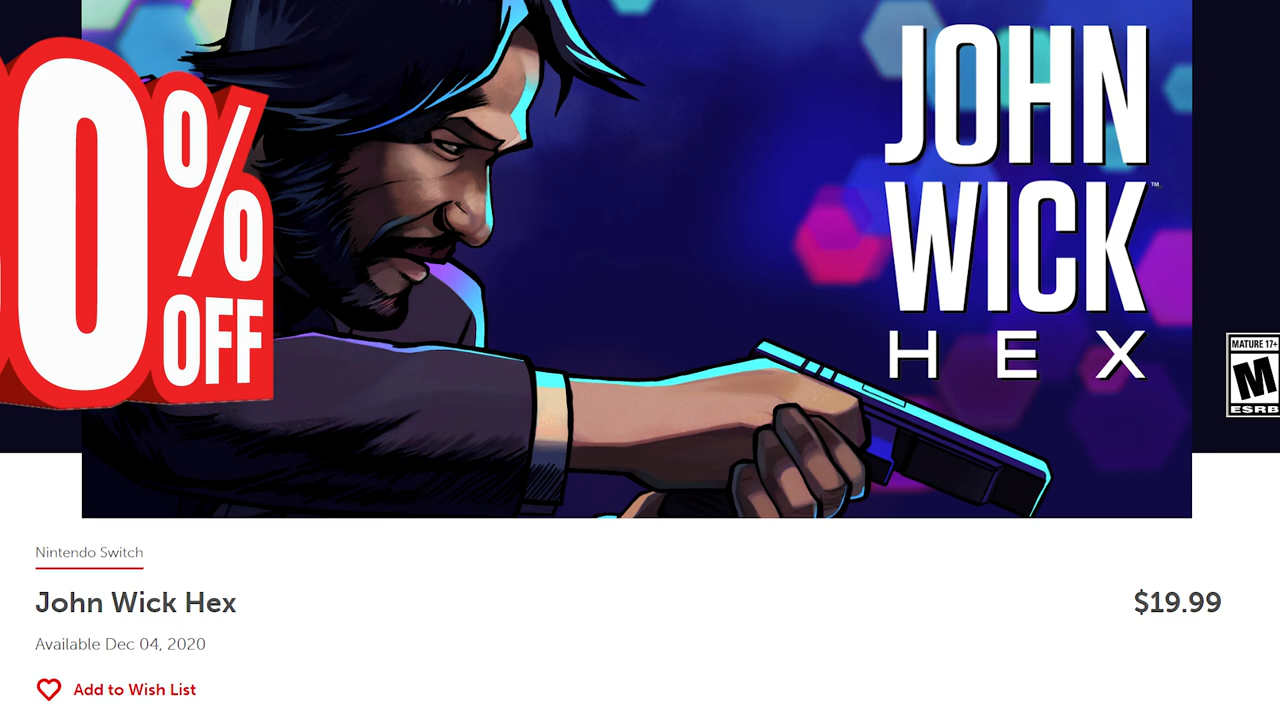 0%
OFF
JOHN
WICK™
HEX
MATURE 17+
M
ESRB
Nintendo Switch
John Wick Hex
$19.99
Available Dec 04, 2020
Add to Wish List